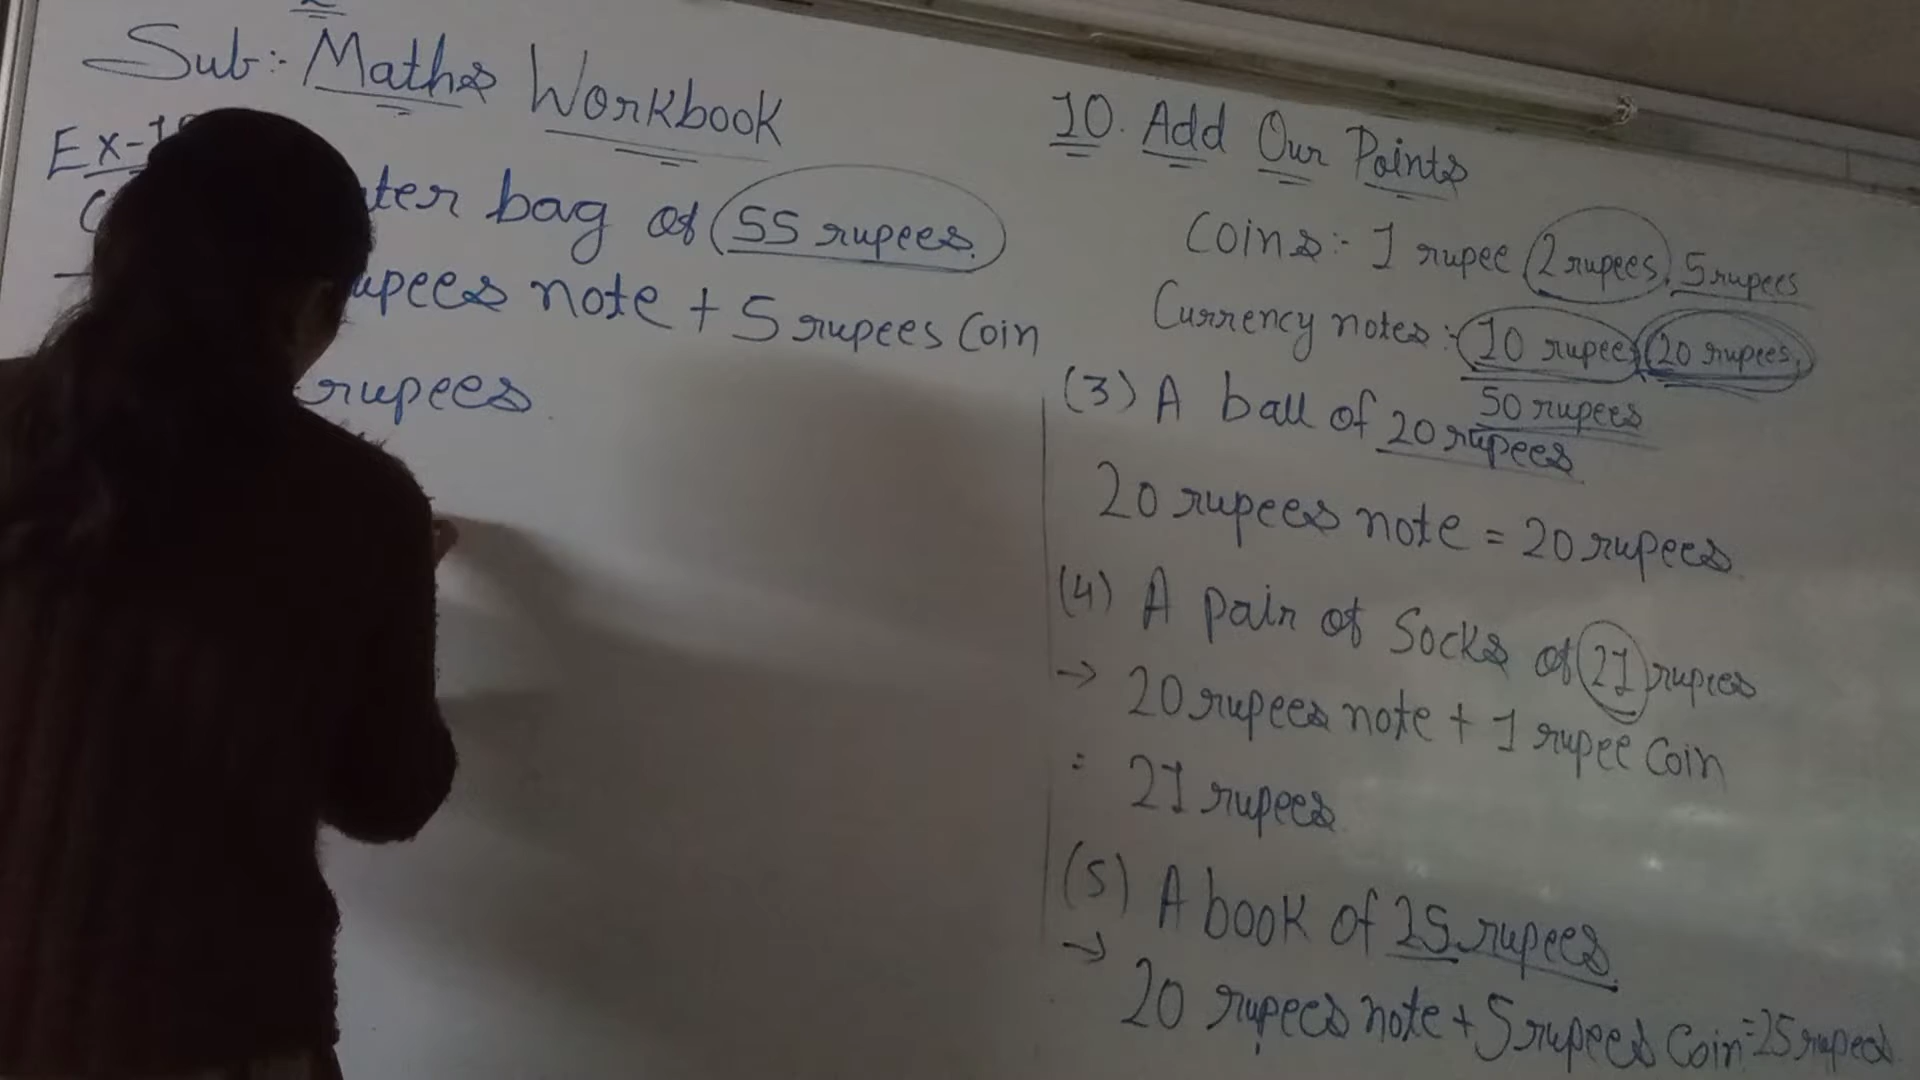 Sub:- Maths Workbook
Ex-1
bag of 55 rupees.
note + 5 rupees Coin
rupees
10. Add Our Points
Coins:- 1 rupee, 2 rupees, 5 rupees
Currency notes:- 10 rupees, 20 rupees,
50 rupees
(3) A ball of 20 rupees
20 rupees note = 20 rupees
(4) A pair of Socks of 21 rupees
→ 20 rupees note + 1 rupee Coin
= 21 rupees
(5) A book of 25 rupees
→ 20 rupees note + 5 rupees Coin = 25 rupees